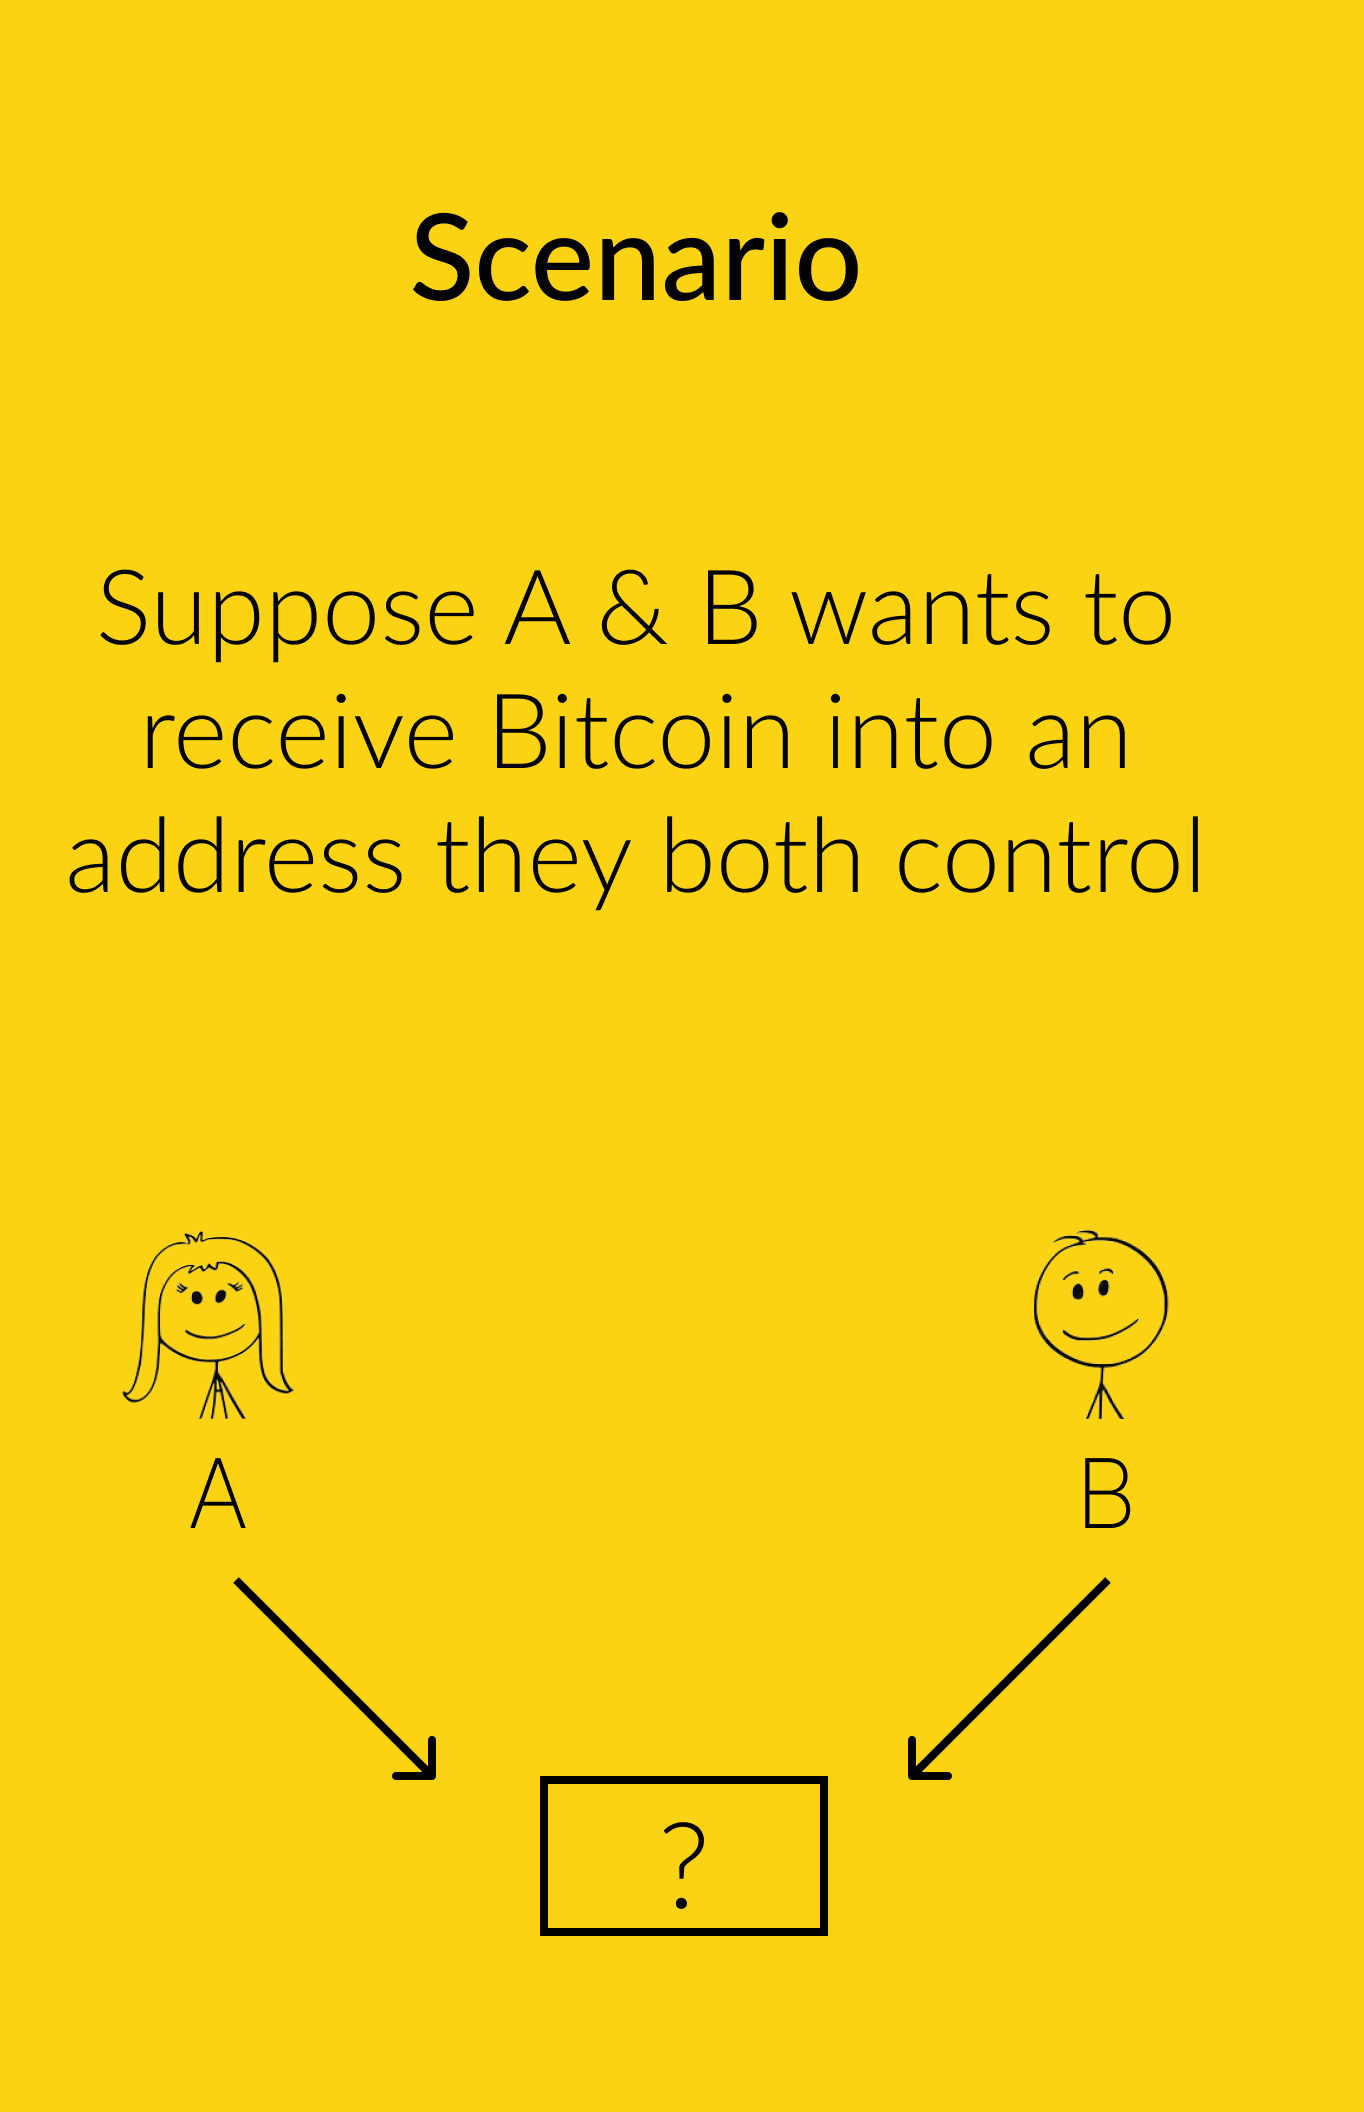 Scenario
Suppose A & B wants to
receive Bitcoin into an
address they both control
A
B
?